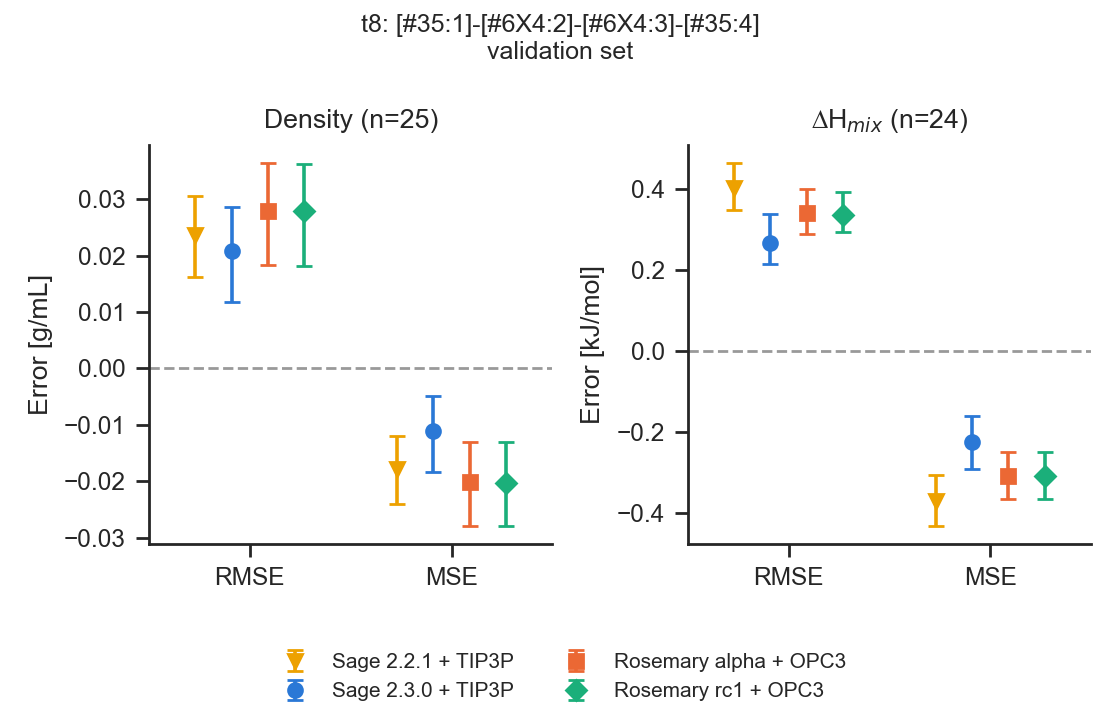 t8: [#35:1]-[#6X4:2]-[#6X4:3]-[#35:4]
validation set
Density (n=25)
Error [g/mL]
0.03
0.02
0.01
0.00
−0.01
−0.02
−0.03
RMSE MSE
ΔH_mix (n=24)
Error [kJ/mol]
0.4
0.2
0.0
−0.2
−0.4
RMSE MSE
Sage 2.2.1 + TIP3P
Sage 2.3.0 + TIP3P
Rosemary alpha + OPC3
Rosemary rc1 + OPC3